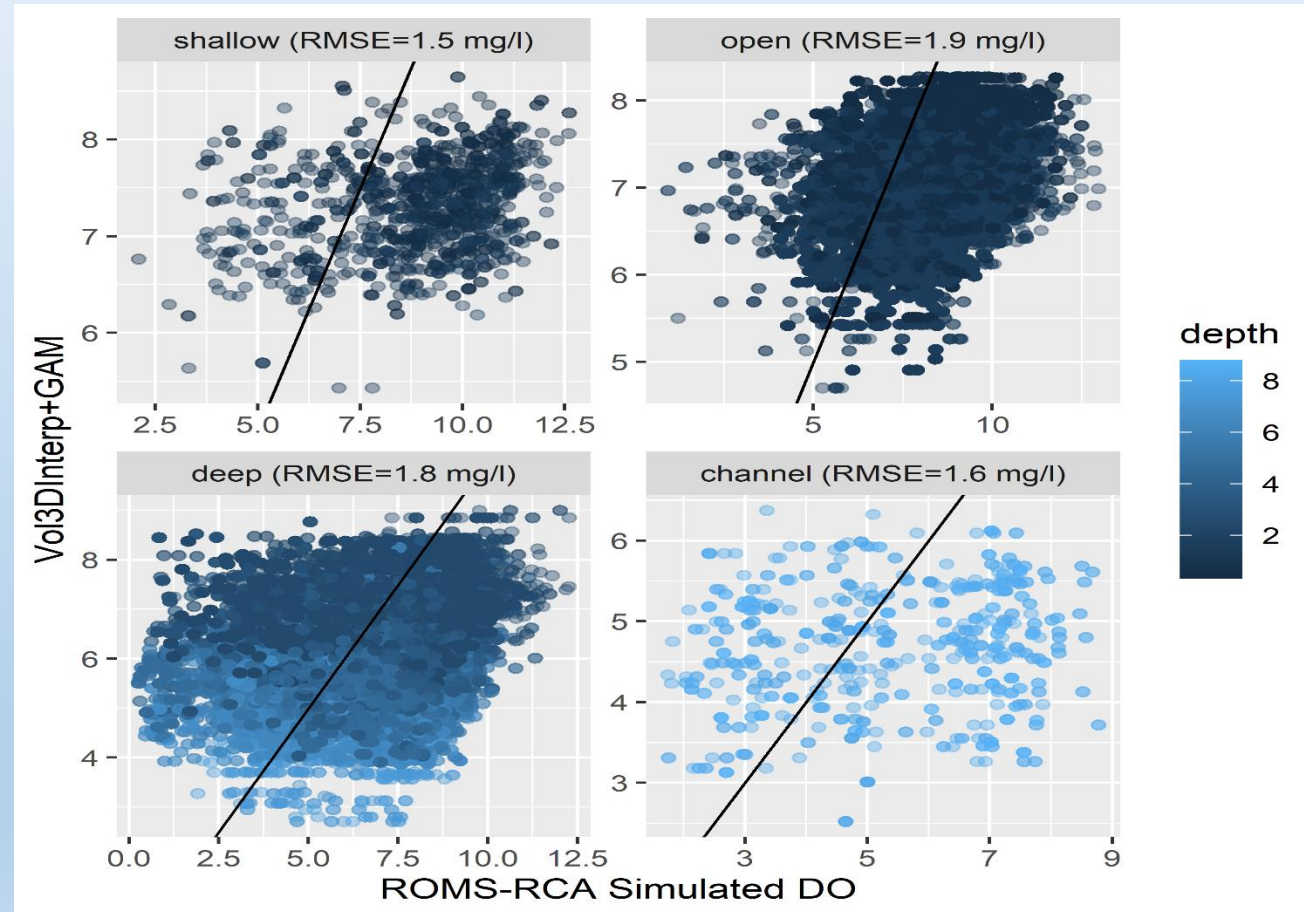 shallow (RMSE=1.5 mg/l)
open (RMSE=1.9 mg/l)
8
7
6
2.5 5.0 7.5 10.0 12.5
8
7
6
5
5 10
deep (RMSE=1.8 mg/l)
channel (RMSE=1.6 mg/l)
8
6
4
0.0 2.5 5.0 7.5 10.0 12.5
6
5
4
3
3 5 7 9
Vol3DInterp+GAM
ROMS-RCA Simulated DO
depth
8
6
4
2